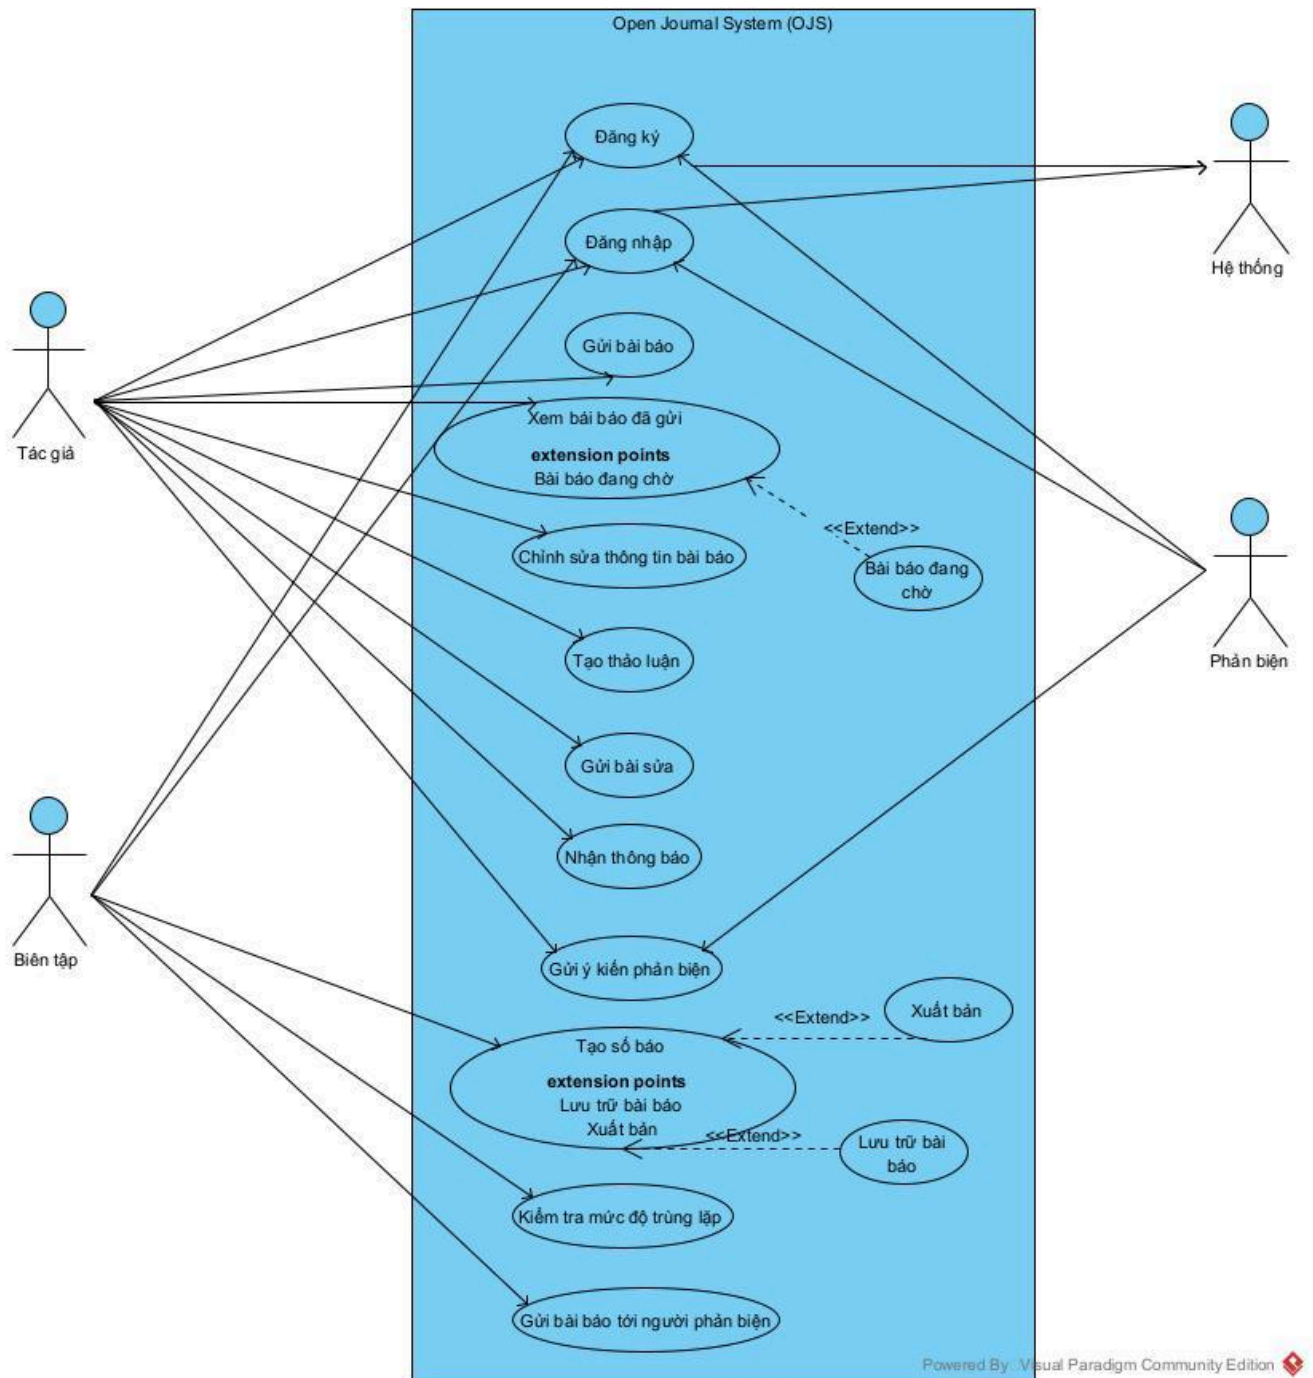 Open Journal System (OJS)
Đăng ký
Hệ thống
Đăng nhập
Gửi bài báo
Tác giả
Xem bái báo đã gửi
extension points
Bài báo đang chờ
<<Extend>>
Chỉnh sửa thông tin bài báo
Bài báo đang
chờ
Tạo thảo luận
Phản biện
Gửi bài sửa
Nhận thông báo
Biên tập
Gửi ý kiến phản biện
Xuất bản
<<Extend>>
Tạo số báo
extension points
Lưu trữ bài báo
Xuất bản
<<Extend>>
Lưu trữ bài
báo
Kiểm tra mức độ trùng lặp
Gửi bài báo tới người phản biện
Powered By Visual Paradigm Community Edition